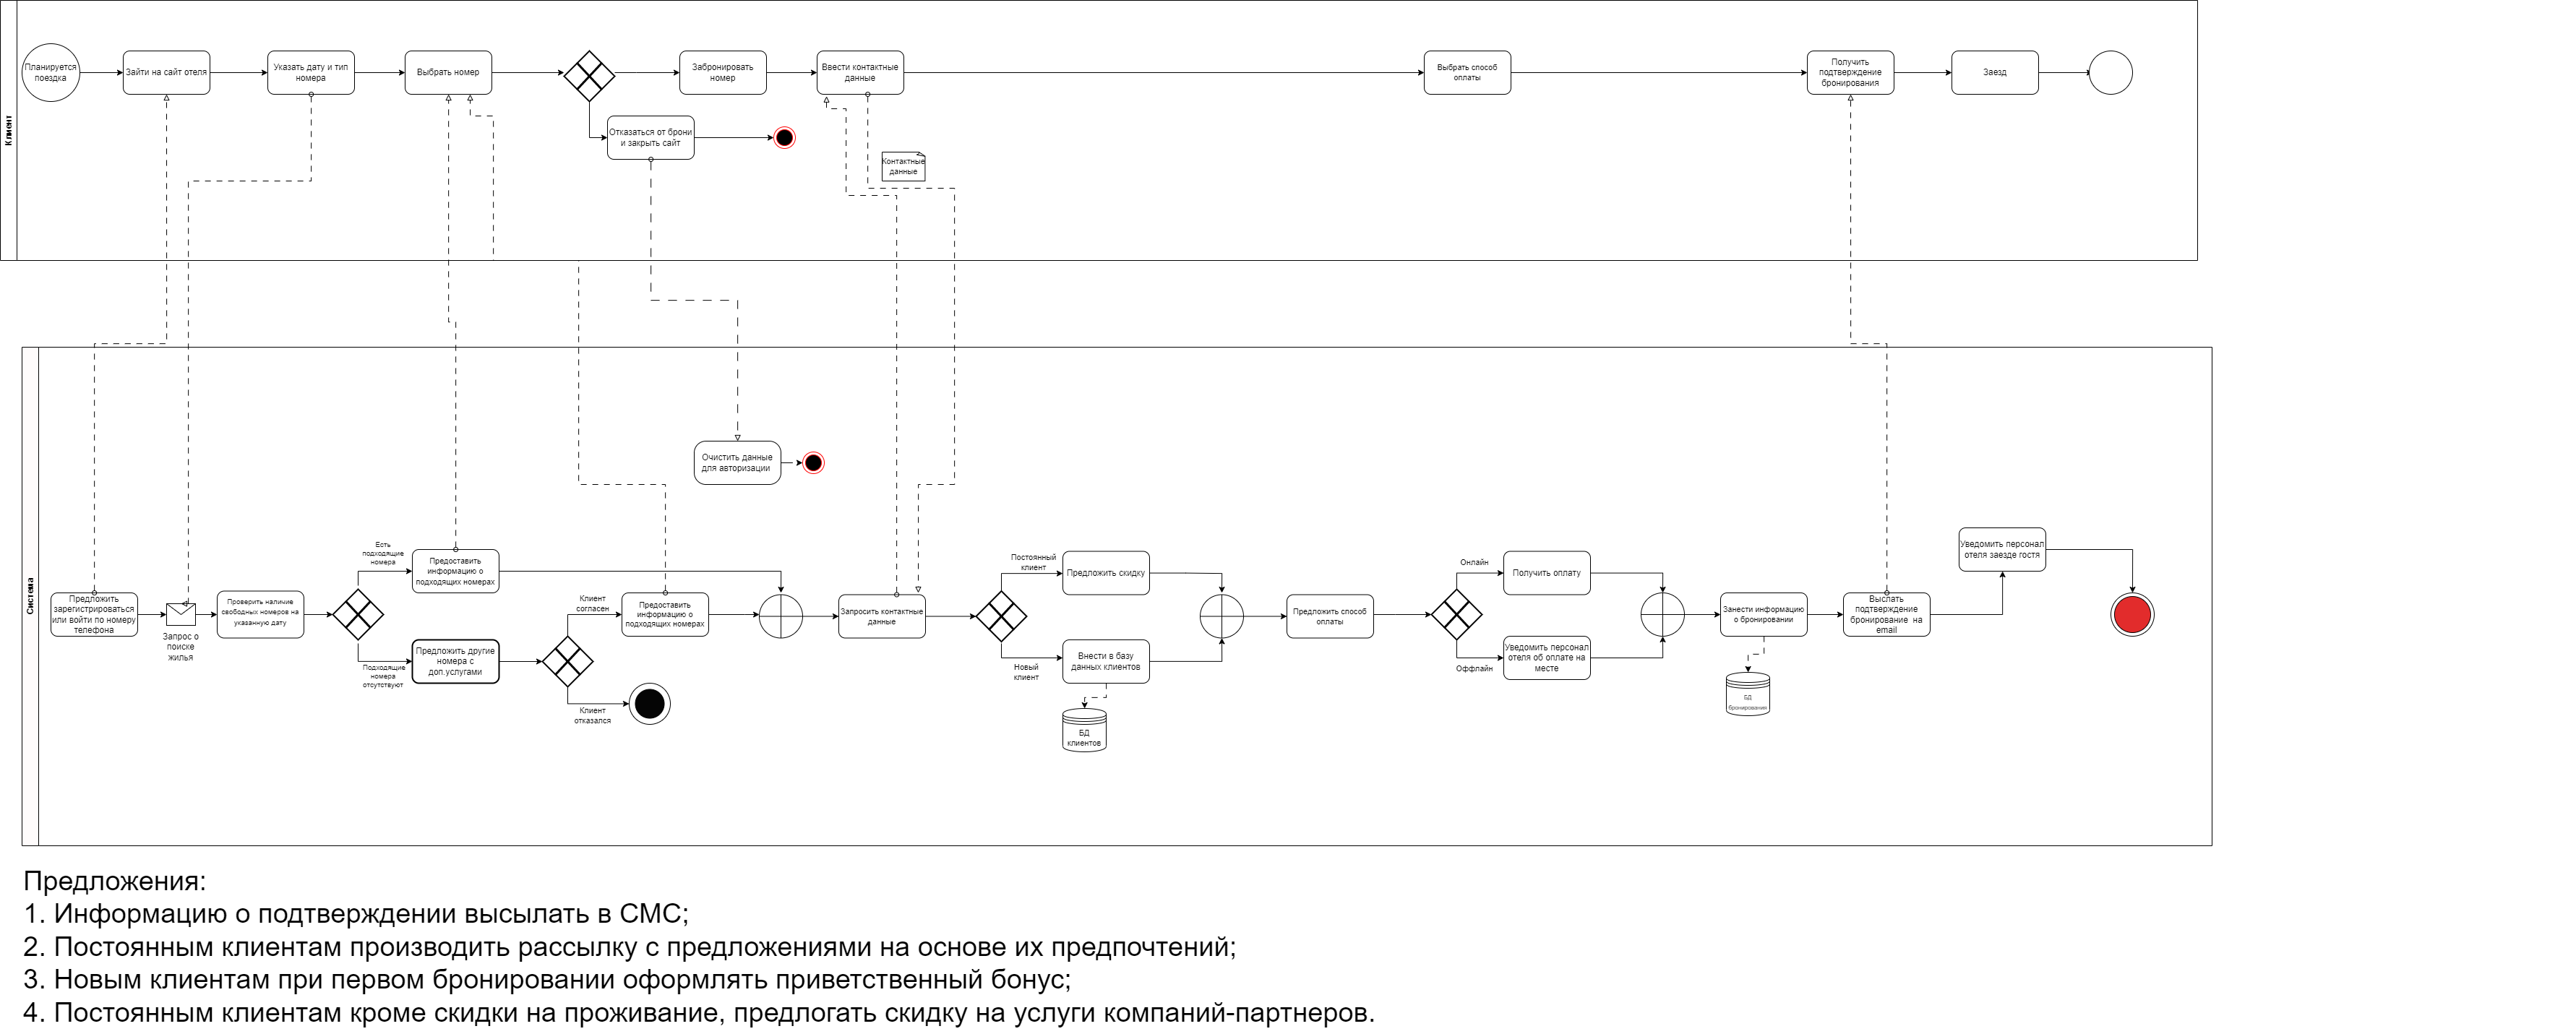 Клиент
Планируется
поездка
Зайти на сайт отеля
Указать дату и тип
номера
Выбрать номер
Забронировать
номер
Ввести контактные
данные
Выбрать способ
оплаты
Получить
подтверждение
бронирования
Заезд
Отказаться от брони
и закрыть сайт
Контактные
данные
Система
Очистить данные
для авторизации
Предложить
зарегистрироваться
или войти по номеру
телефона
Запрос о
поиске
жилья
Проверить наличие
свободных номеров на
указанную дату
Есть
подходящие
номера
Предоставить
информацию о
подходящих номерах
Подходящие
номера
отсутствуют
Предложить другие
номера с
доп.услугами
Клиент
согласен
Предоставить
информацию о
подходящих номерах
Клиент
отказался
Запросить контактные
данные
Постоянный
клиент
Предложить скидку
Новый
клиент
Внести в базу
данных клиентов
БД
клиентов
Предложить способ
оплаты
Онлайн
Получить оплату
Оффлайн
Уведомить персонал
отеля об оплате на
месте
Занести информацию
о бронировании
БД
бронирования
Выслать
подтверждение
бронирование на
email
Уведомить персонал
отеля заезде гостя
Предложения:
1. Информацию о подтверждении высылать в СМС;
2. Постоянным клиентам производить рассылку с предложениями на основе их предпочтений;
3. Новым клиентам при первом бронировании оформлять приветственный бонус;
4. Постоянным клиентам кроме скидки на проживание, предлогать скидку на услуги компаний-партнеров.